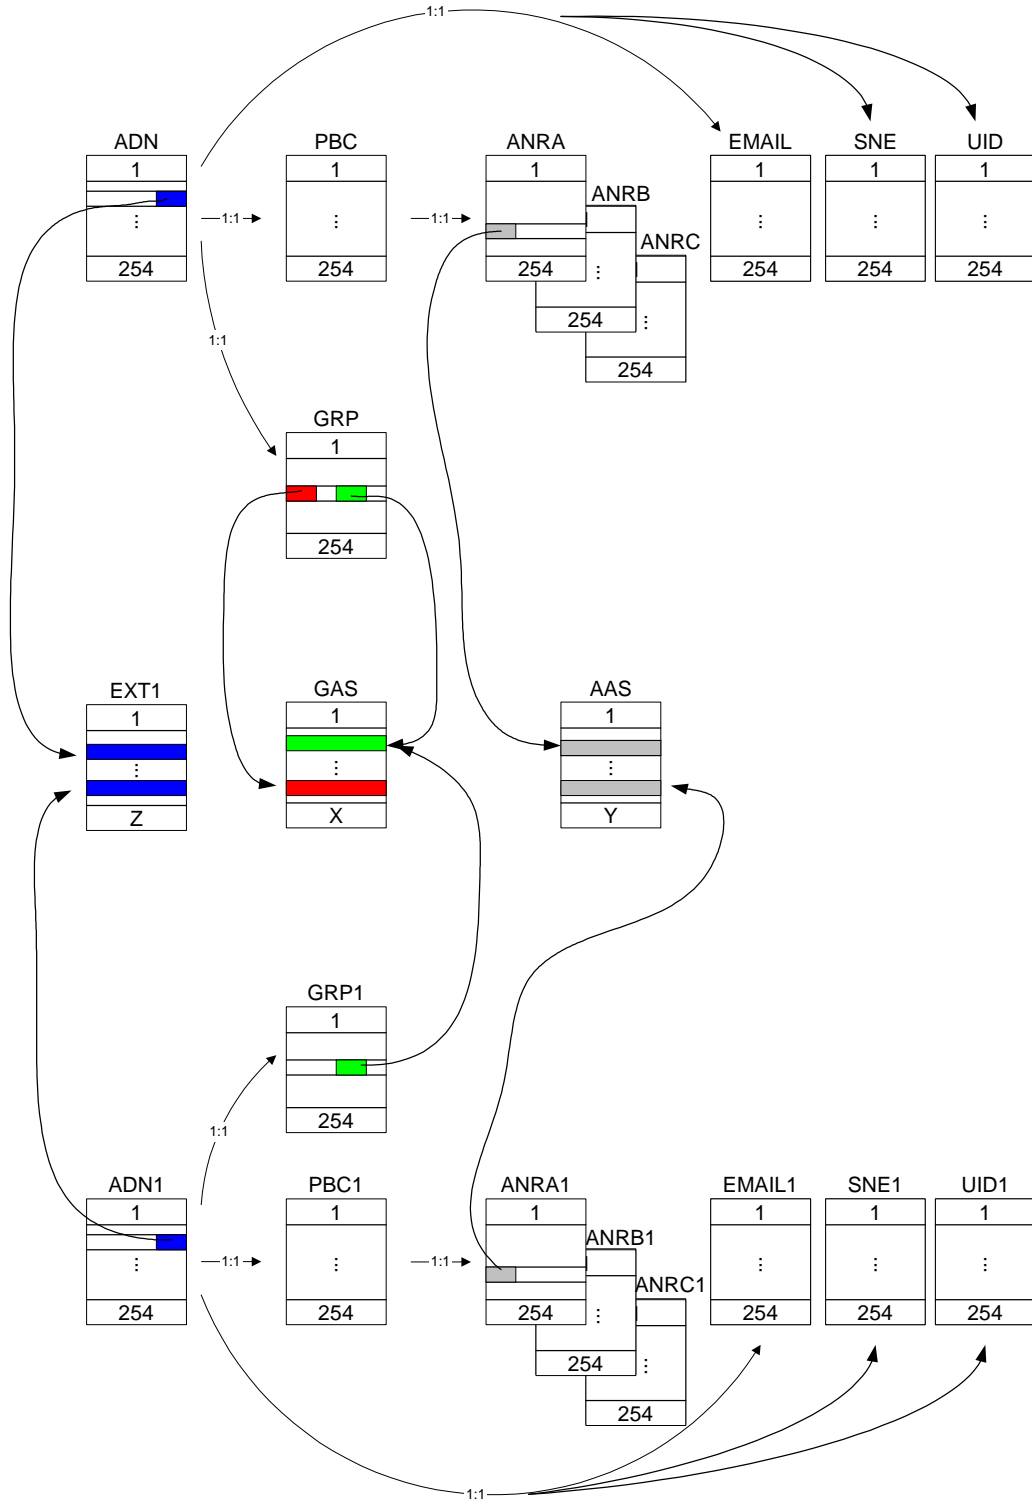 1:1
ADN PBC ANRA EMAIL SNE UID
1 1 1 1 1 1
ANRB
⋮ 1:1 ⋮ 1:1 ⋮ ⋮ ⋮
ANRC
254 254 254 ⋮ 254 254 254
254 ⋮
1:1
254
GRP
1
254
EXT1 GAS AAS
1 1 1
⋮ ⋮ ⋮
Z X Y
GRP1
1
254
1:1
ADN1 PBC1 ANRA1 EMAIL1 SNE1 UID1
1 1 1 1 1 1
ANRB1
⋮ 1:1 ⋮ 1:1 ⋮ ⋮ ⋮
ANRC1
254 254 254 ⋮ 254 254 254
254 ⋮
254
1:1